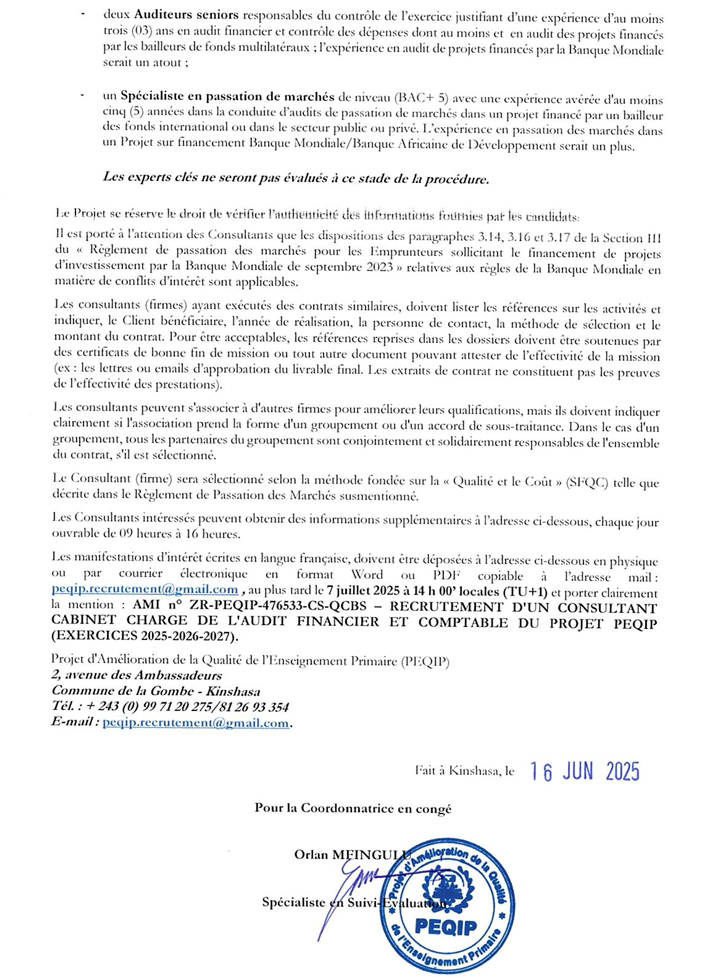 - deux Auditeurs seniors responsables du contrôle de l'exercice justifiant d'une expérience d'au moins
trois (03) ans en audit financier et contrôle des dépenses dont au moins et en audit des projets financés
par les bailleurs de fonds multilatéraux ; l'expérience en audit de projets financés par la Banque Mondiale
serait un atout ;
- un Spécialiste en passation de marchés de niveau (BAC+ 5) avec une expérience avérée d'au moins
cinq (5) années dans la conduite d'audits de passation de marchés dans un projet financé par un bailleur
des fonds international ou dans le secteur public ou privé. L'expérience en passation des marchés dans
un Projet sur financement Banque Mondiale/Banque Africaine de Développement serait un plus.
Les experts clés ne seront pas évalués à ce stade de la procédure.
Le Projet se réserve le droit de vérifier l'authenticité des informations fournies par les candidats.
Il est porté à l'attention des Consultants que les dispositions des paragraphes 3.14, 3.16 et 3.17 de la Section III
du « Règlement de passation des marchés pour les Emprunteurs sollicitant le financement de projets
d'investissement par la Banque Mondiale de septembre 2023 » relatives aux règles de la Banque Mondiale en
matière de conflits d'intérêt sont applicables.
Les consultants (firmes) ayant exécutés des contrats similaires, doivent lister les références sur les activités et
indiquer, le Client bénéficiaire, l'année de réalisation, la personne de contact, la méthode de sélection et le
montant du contrat. Pour être acceptables, les références reprises dans les dossiers doivent être soutenues par
des certificats de bonne fin de mission ou tout autre document pouvant attester de l'effectivité de la mission
(ex : les lettres ou emails d'approbation du livrable final. Les extraits de contrat ne constituent pas les preuves
de l'effectivité des prestations).
Les consultants peuvent s'associer à d'autres firmes pour améliorer leurs qualifications, mais ils doivent indiquer
clairement si l'association prend la forme d'un groupement ou d'un accord de sous-traitance. Dans le cas d'un
groupement, tous les partenaires du groupement sont conjointement et solidairement responsables de l'ensemble
du contrat, s'il est sélectionné.
Le Consultant (firme) sera sélectionné selon la méthode fondée sur la « Qualité et le Coût » (SFQC) telle que
décrite dans le Règlement de Passation des Marchés susmentionné.
Les Consultants intéressés peuvent obtenir des informations supplémentaires à l'adresse ci-dessous, chaque jour
ouvrable de 09 heures à 16 heures.
Les manifestations d'intérêt écrites en langue française, doivent être déposées à l'adresse ci-dessous en physique
ou par courrier électronique en format Word ou PDF copiable à l'adresse mail :
peqip.recrutement@gmail.com , au plus tard le 7 juillet 2025 à 14 h 00' locales (TU+1) et porter clairement
la mention : AMI n° ZR-PEQIP-476533-CS-QCBS – RECRUTEMENT D'UN CONSULTANT
CABINET CHARGE DE L'AUDIT FINANCIER ET COMPTABLE DU PROJET PEQIP
(EXERCICES 2025-2026-2027).
Projet d'Amélioration de la Qualité de l'Enseignement Primaire (PEQIP)
2, avenue des Ambassadeurs
Commune de la Gombe - Kinshasa
Tél. : + 243 (0) 99 71 20 275/81 26 93 354
E-mail : peqip.recrutement@gmail.com.
Fait à Kinshasa, le 16 JUN 2025
Pour la Coordonnatrice en congé
Orlan MFINGULU
Spécialiste en Suivi-Evaluation
Projet d'Amélioration de la Qualité
PEQIP
de l'Enseignement Primaire